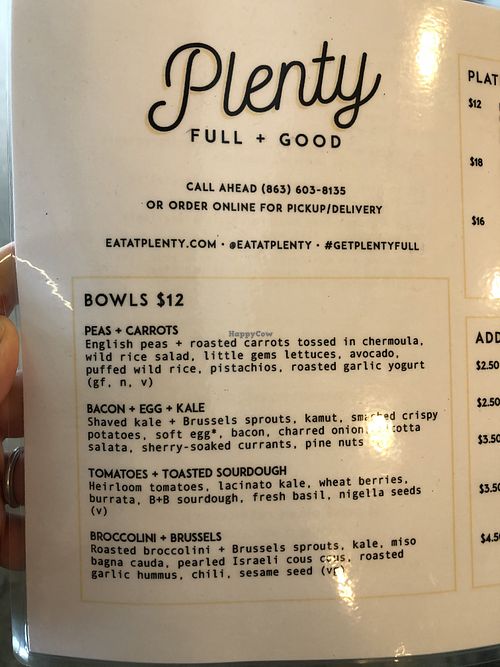 Plenty
FULL + GOOD
CALL AHEAD (863) 603-8135
OR ORDER ONLINE FOR PICKUP/DELIVERY
EATATPLENTY.COM · @EATATPLENTY · #GETPLENTYFULL
BOWLS $12
PEAS + CARROTS
English peas + roasted carrots tossed in chermoula,
wild rice salad, little gems lettuces, avocado,
puffed wild rice, pistachios, roasted garlic yogurt
(gf, n, v)
BACON + EGG + KALE
Shaved kale + Brussels sprouts, kamut, smashed crispy
potatoes, soft egg*, bacon, charred onion,
salata, sherry-soaked currants, pine nuts
TOMATOES + TOASTED SOURDOUGH
Heirloom tomatoes, lacinato kale, wheat berries,
burrata, B+B sourdough, fresh basil, nigella seeds
(v)
BROCCOLINI + BRUSSELS
Roasted broccolini + Brussels sprouts, kale, miso
bagna cauda, pearled Israeli cous cous, roasted
garlic hummus, chili, sesame seed
HappyCow
PLAT
$12
$18
$16
ADD
$2.50
$2.50
$3.50
$3.50
$4.50